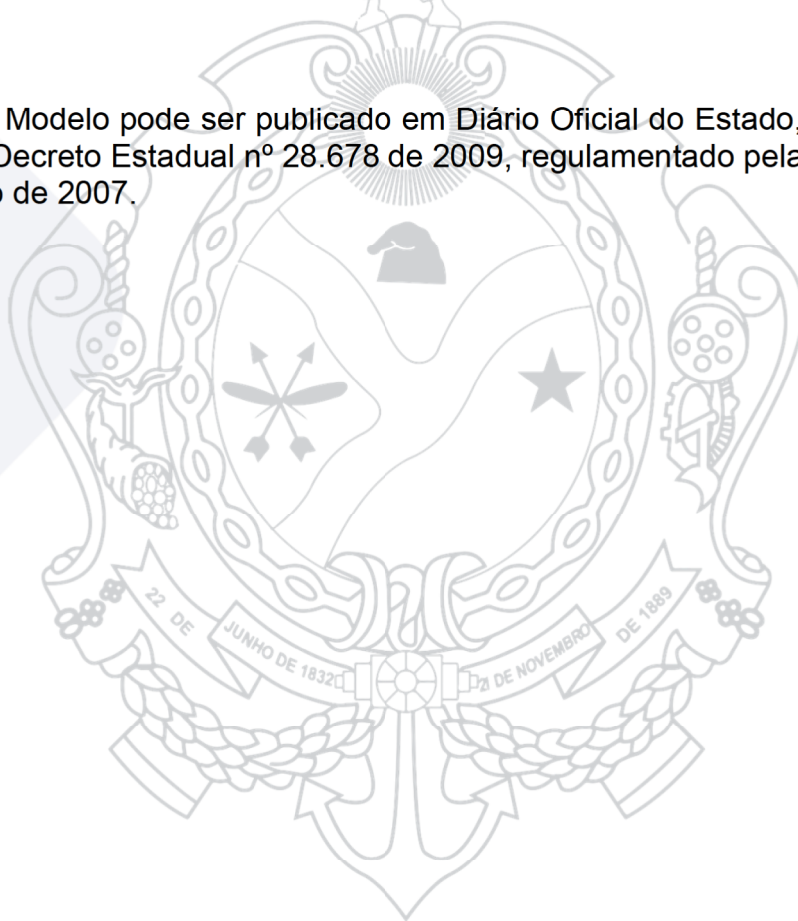 Modelo pode ser publicado em Diário Oficial do Estado,
Decreto Estadual nº 28.678 de 2009, regulamentado pela
de 2007.
22 DE
JUNHO DE 1832
21 DE NOVEMBRO
DE 1889